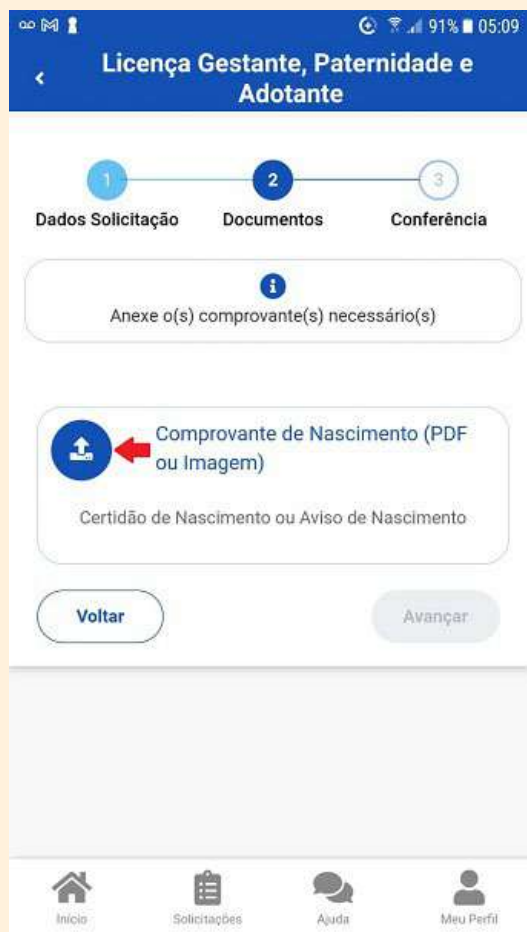 91% 05:09
Licença Gestante, Paternidade e
Adotante
1 2 3
Dados Solicitação Documentos Conferência
Anexe o(s) comprovante(s) necessário(s)
Comprovante de Nascimento (PDF
ou Imagem)
Certidão de Nascimento ou Aviso de Nascimento
Voltar Avançar
Início Solicitações Ajuda Meu Perfil